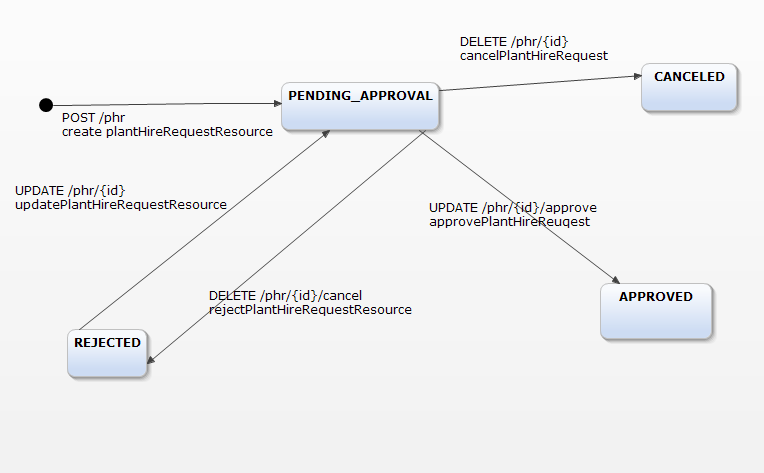 DELETE /phr/{id}
cancelPlantHireRequest
CANCELED
PENDING_APPROVAL
POST /phr
create plantHireRequestResource
UPDATE /phr/{id}
updatePlantHireRequestResource
UPDATE /phr/{id}/approve
approvePlantHireReuqest
DELETE /phr/{id}/cancel
rejectPlantHireRequestResource
APPROVED
REJECTED